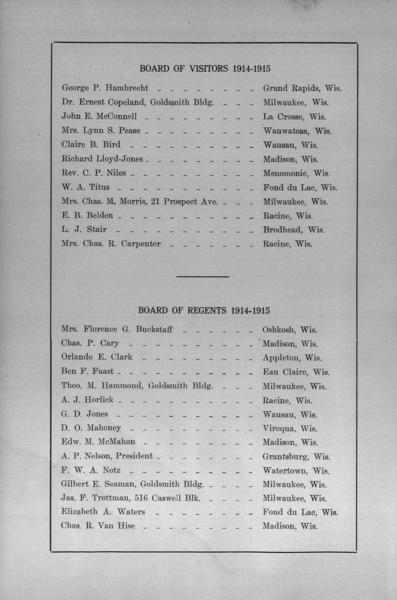 BOARD OF VISITORS 1914-1915
George P. Hambrecht - - - - - - - Grand Rapids, Wis.
Dr. Ernest Copeland, Goldsmith Bldg. - - - Milwaukee, Wis.
John E. McConnell - - - - - - - - La Crosse, Wis.
Mrs. Lynn S. Pease - - - - - - - - Wauwatosa, Wis.
Claire B. Bird - - - - - - - - - Wausau, Wis.
Richard Lloyd-Jones - - - - - - - - Madison, Wis.
Rev. C. P. Niles - - - - - - - - - Menomonie, Wis.
W. A. Titus - - - - - - - - - - Fond du Lac, Wis.
Mrs. Chas. M. Morris, 21 Prospect Ave. - - - Milwaukee, Wis.
E. B. Belden - - - - - - - - - - Racine, Wis.
L. J. Stair - - - - - - - - - - Brodhead, Wis.
Mrs. Chas. R. Carpenter - - - - - - - Racine, Wis.
BOARD OF REGENTS 1914-1915
Mrs. Florence G. Buckstaff - - - - - - Oshkosh, Wis.
Chas. P. Cary - - - - - - - - - Madison, Wis.
Orlando E. Clark - - - - - - - - Appleton, Wis.
Ben F. Faast - - - - - - - - - - Eau Claire, Wis.
Theo. M. Hammond, Goldsmith Bldg. - - - - Milwaukee, Wis.
A. J. Horlick - - - - - - - - - - Racine, Wis.
G. D. Jones - - - - - - - - - - Wausau, Wis.
D. O. Mahoney - - - - - - - - - Viroqua, Wis.
Edw. M. McMahon - - - - - - - - Madison, Wis.
A. P. Nelson, President - - - - - - - - Grantsburg, Wis.
F. W. A. Notz - - - - - - - - - Watertown, Wis.
Gilbert E. Seaman, Goldsmith Bldg. - - - - Milwaukee, Wis.
Jas. F. Trottman, 516 Caswell Blk. - - - - Milwaukee, Wis.
Elizabeth A. Waters - - - - - - - - Fond du Lac, Wis.
Chas. R. Van Hise - - - - - - - - Madison, Wis.